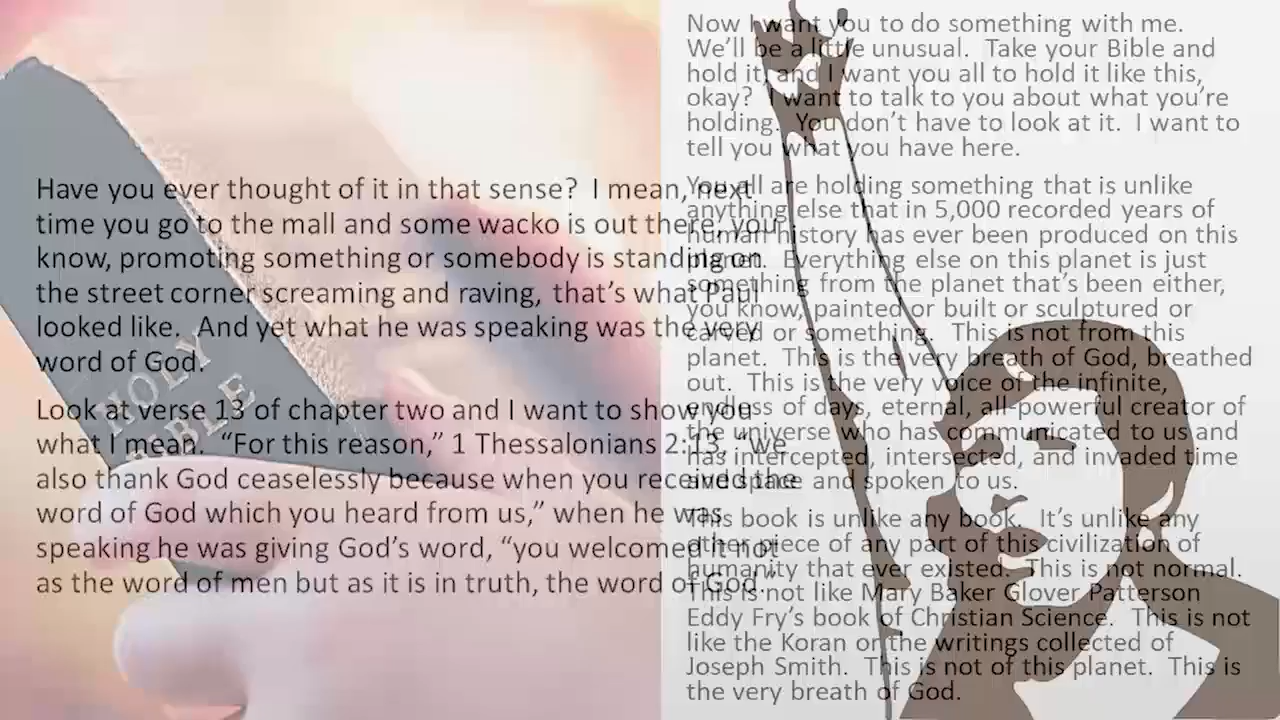 Have you ever thought of it in that sense?  I mean, next
time you go to the mall and some wacko is out there, you
know, promoting something or somebody is standing on
the street corner screaming and raving, that's what Paul
looked like.  And yet what he was speaking was the very
word of God.
Look at verse 13 of chapter two and I want to show you
what I mean.  “For this reason,” 1 Thessalonians 2:13, “we
also thank God ceaselessly because when you received the
word of God which you heard from us,” when he was
speaking he was giving God’s word, “you welcomed it not
as the word of men but as it is in truth, the word of God.”
HOLY
BIBLE
Now I want you to do something with me.
We’ll be a little unusual.  Take your Bible and
hold it, and I want you all to hold it like this,
okay?  I want to talk to you about what you’re
holding.  You don’t have to look at it.  I want to
tell you what you have here.
You all are holding something that is unlike
anything else that in 5,000 recorded years of
human history has ever been produced on this
planet.  Everything else on this planet is just
something from the planet that’s been either,
you know, painted or built or sculptured or
carved or something.  This is not from this
planet.  This is the very breath of God, breathed
out.  This is the very voice of the infinite,
endless of days, eternal, all-powerful creator of
the universe who has communicated to us and
has intercepted, intersected, and invaded time
and space and spoken to us.
This book is unlike any book.  It’s unlike any
other piece of any part of this civilization of
humanity that ever existed.  This is not normal.
This is not like Mary Baker Glover Patterson
Eddy Fry’s book of Christian Science.  This is not
like the Koran or the writings collected of
Joseph Smith.  This is not of this planet.  This is
the very breath of God.